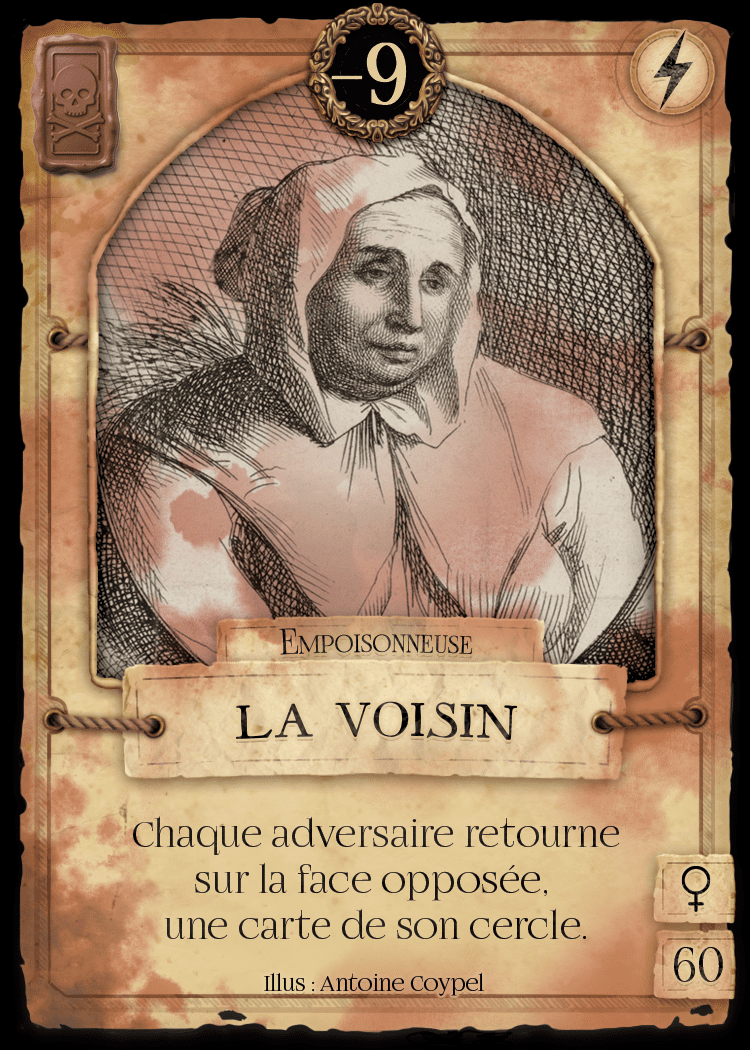 –9
EMPOISONNEUSE
LA VOISIN
Chaque adversaire retourne
sur la face opposée,
une carte de son cercle.
♀
60
Illus : Antoine Coypel